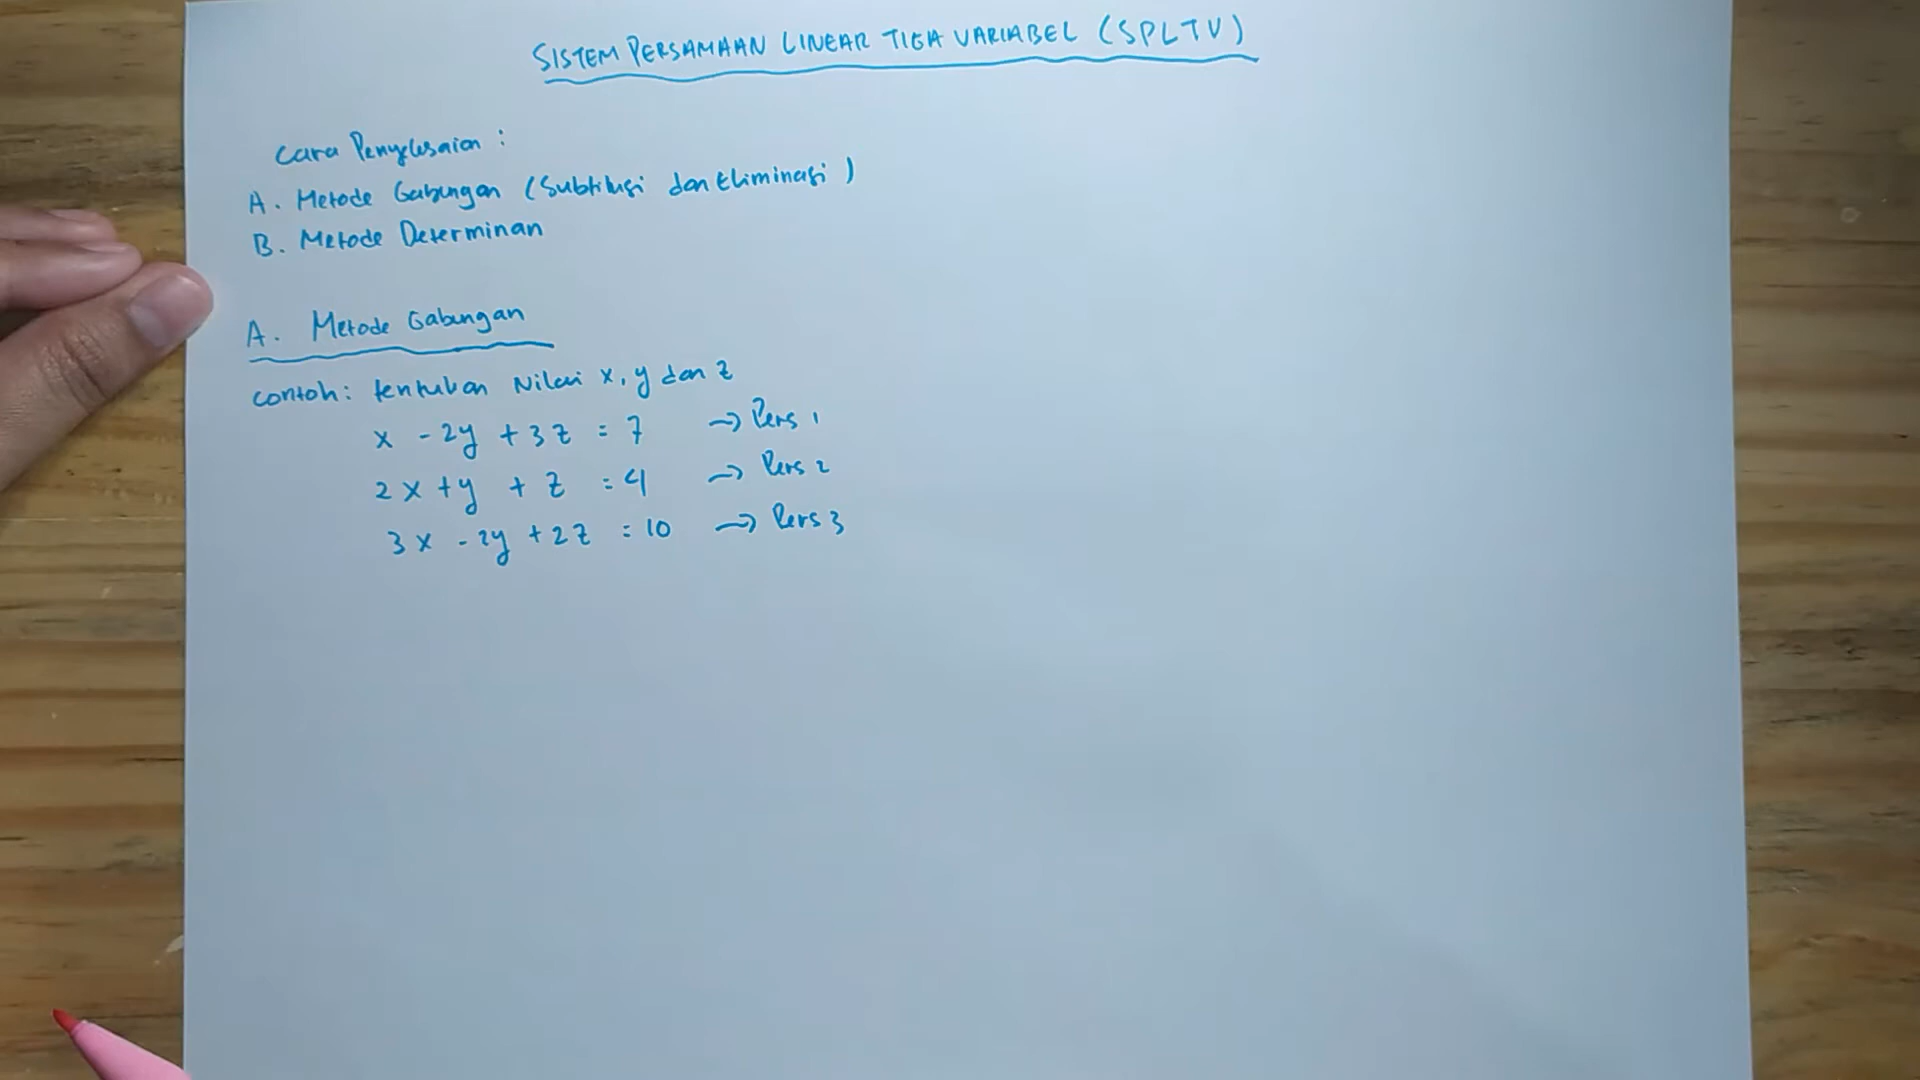 SISTEM PERSAMAAN LINEAR TIGA VARIABEL (SPLTV)
Cara Penyelesaian :
A. Metode Gabungan (Subtitusi dan Eliminasi)
B. Metode Determinan
A. Metode Gabungan
Contoh: tentukan Nilai x, y dan z
x - 2y + 3z = 7 → Pers 1
2x + y + z = 4 → Pers 2
3x - 2y + 2z = 10 → Pers 3